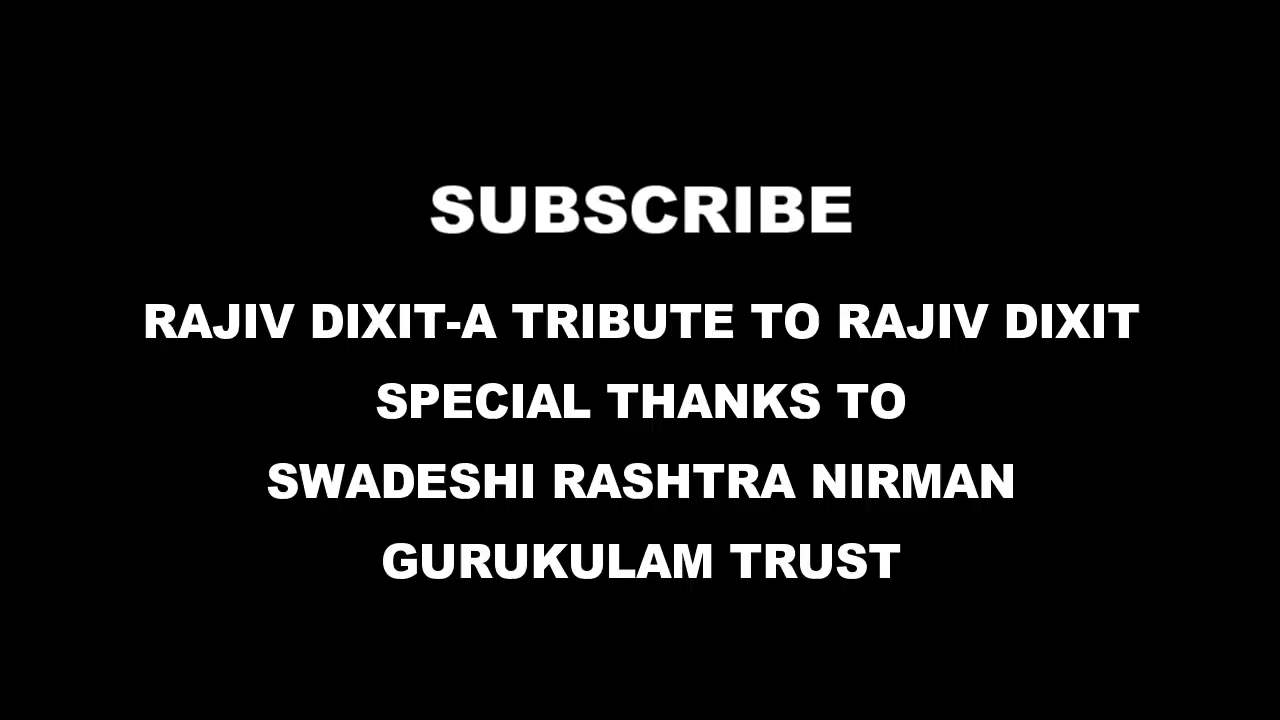 SUBSCRIBE
RAJIV DIXIT-A TRIBUTE TO RAJIV DIXIT
SPECIAL THANKS TO
SWADESHI RASHTRA NIRMAN
GURUKULAM TRUST